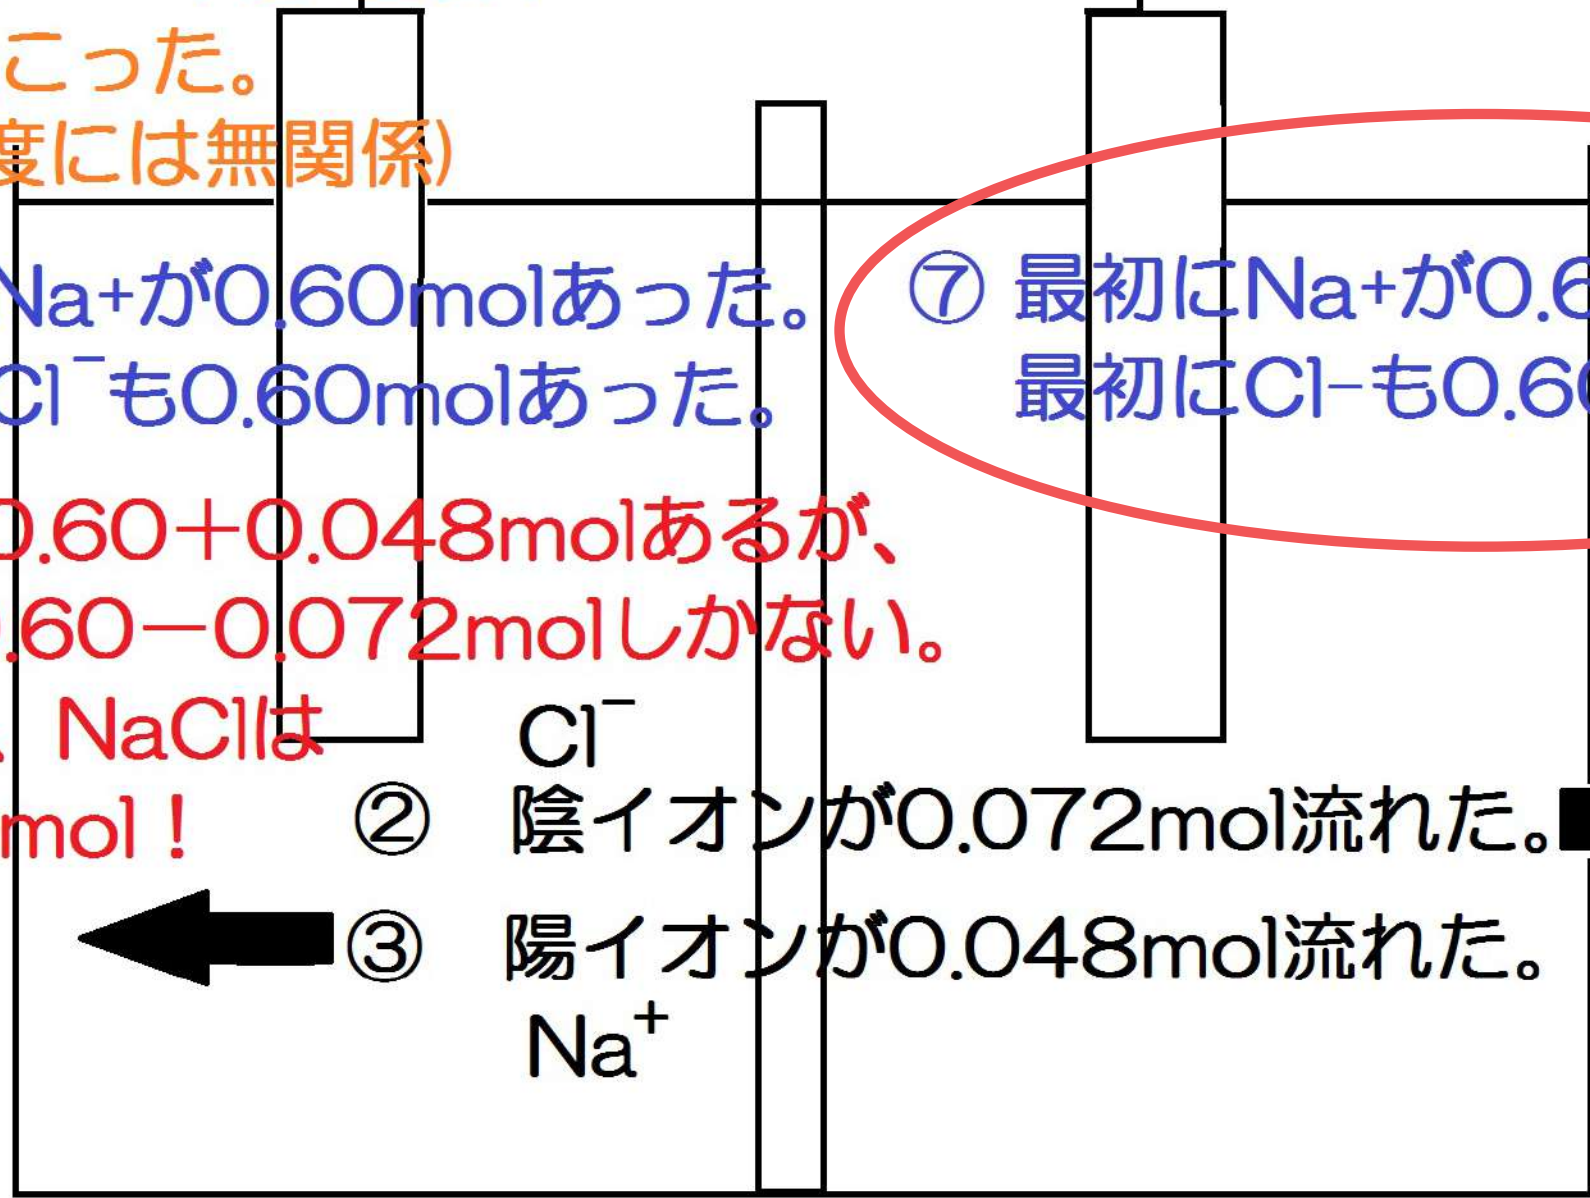 こった。
度には無関係)
Na+が0.60molあった。
Cl⁻も0.60molあった。
⑦ 最初にNa+が0.6
最初にCl-も0.60
0.60+0.048molあるが、
.60-0.072molしかない。
NaClは
mol!
Cl⁻
② 陰イオンが0.072mol流れた。
③ 陽イオンが0.048mol流れた。
Na⁺